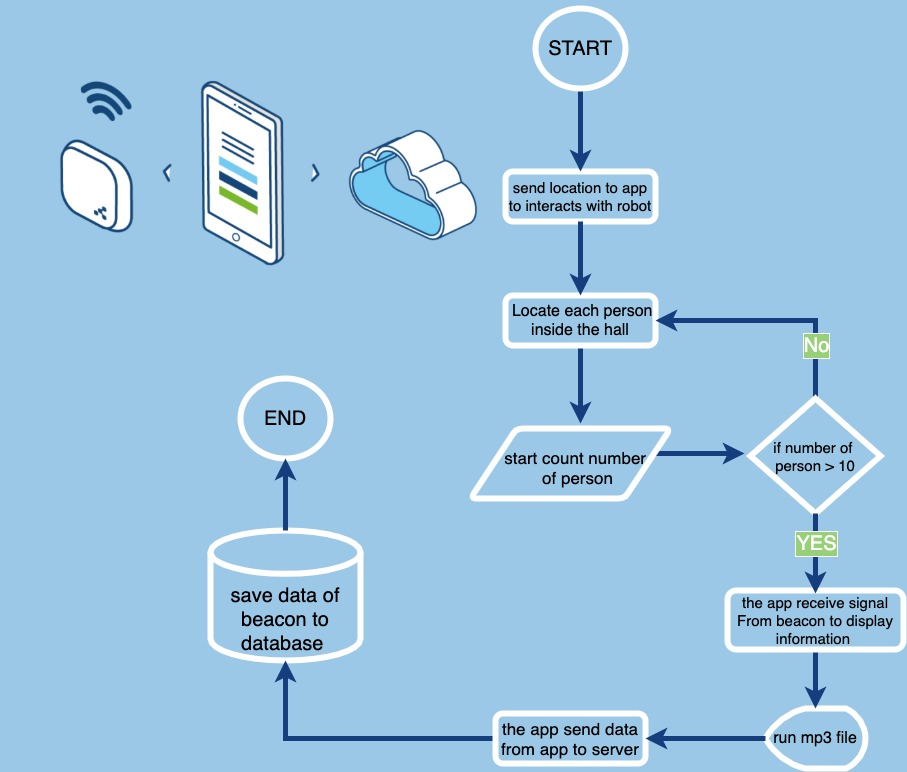 START
send location to app
to interacts with robot
Locate each person
inside the hall
No
END
start count number
of person
if number of
person > 10
YES
save data of
beacon to
database
the app receive signal
From beacon to display
information
the app send data
from app to server
run mp3 file